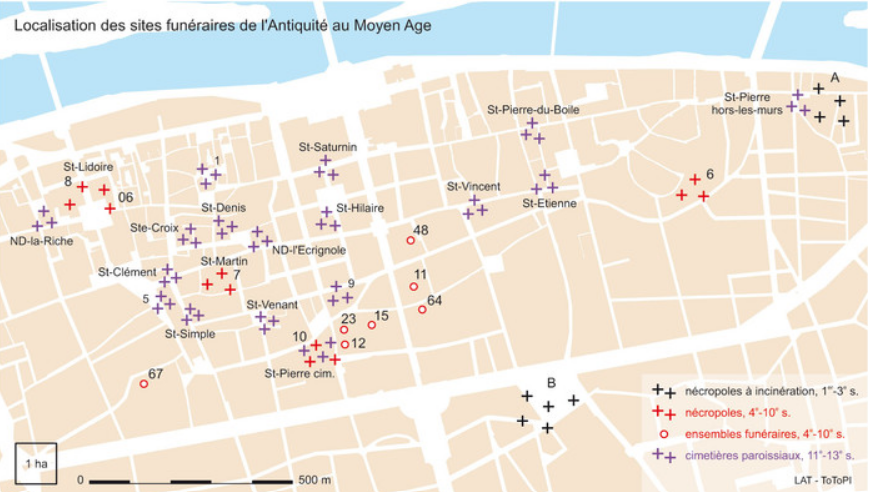 Localisation des sites funéraires de l'Antiquité au Moyen Age
A
St-Pierre
hors-les-murs
St-Pierre-du-Boile
St-Saturnin
1
St-Lidoire
8
06
6
St-Vincent
St-Etienne
St-Denis
St-Hilaire
Ste-Croix
ND-la-Riche
48
ND-l'Ecrignole
St-Martin
7
St-Clément
11
9
5
St-Venant
64
St-Simple
23
15
10
12
St-Pierre cim.
67
B
nécropoles à incinération, 1er-3e s.
nécropoles, 4e-10e s.
ensembles funéraires, 4e-10e s.
cimetières paroissiaux, 11e-13e s.
1 ha
0
500 m
LAT - ToToPI